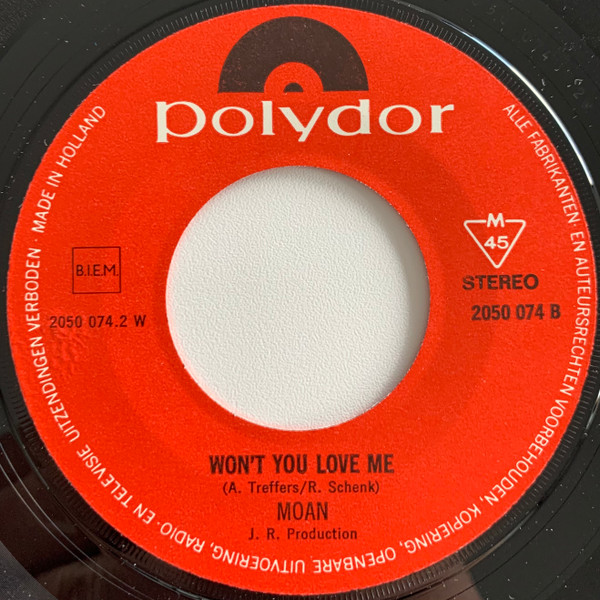 polydor
ALLE FABRIKANTEN- EN AUTEURSRECHTEN VOORBEHOUDEN, KOPIERING, OPENBARE UITVOERING, RADIO- EN TELEVISIE UITZENDINGEN VERBODEN · MADE IN HOLLAND
B.I.E.M.
2050 074.2 W
M
45
STEREO
2050 074 B
WON'T YOU LOVE ME
(A. Treffers/R. Schenk)
MOAN
J. R. Production